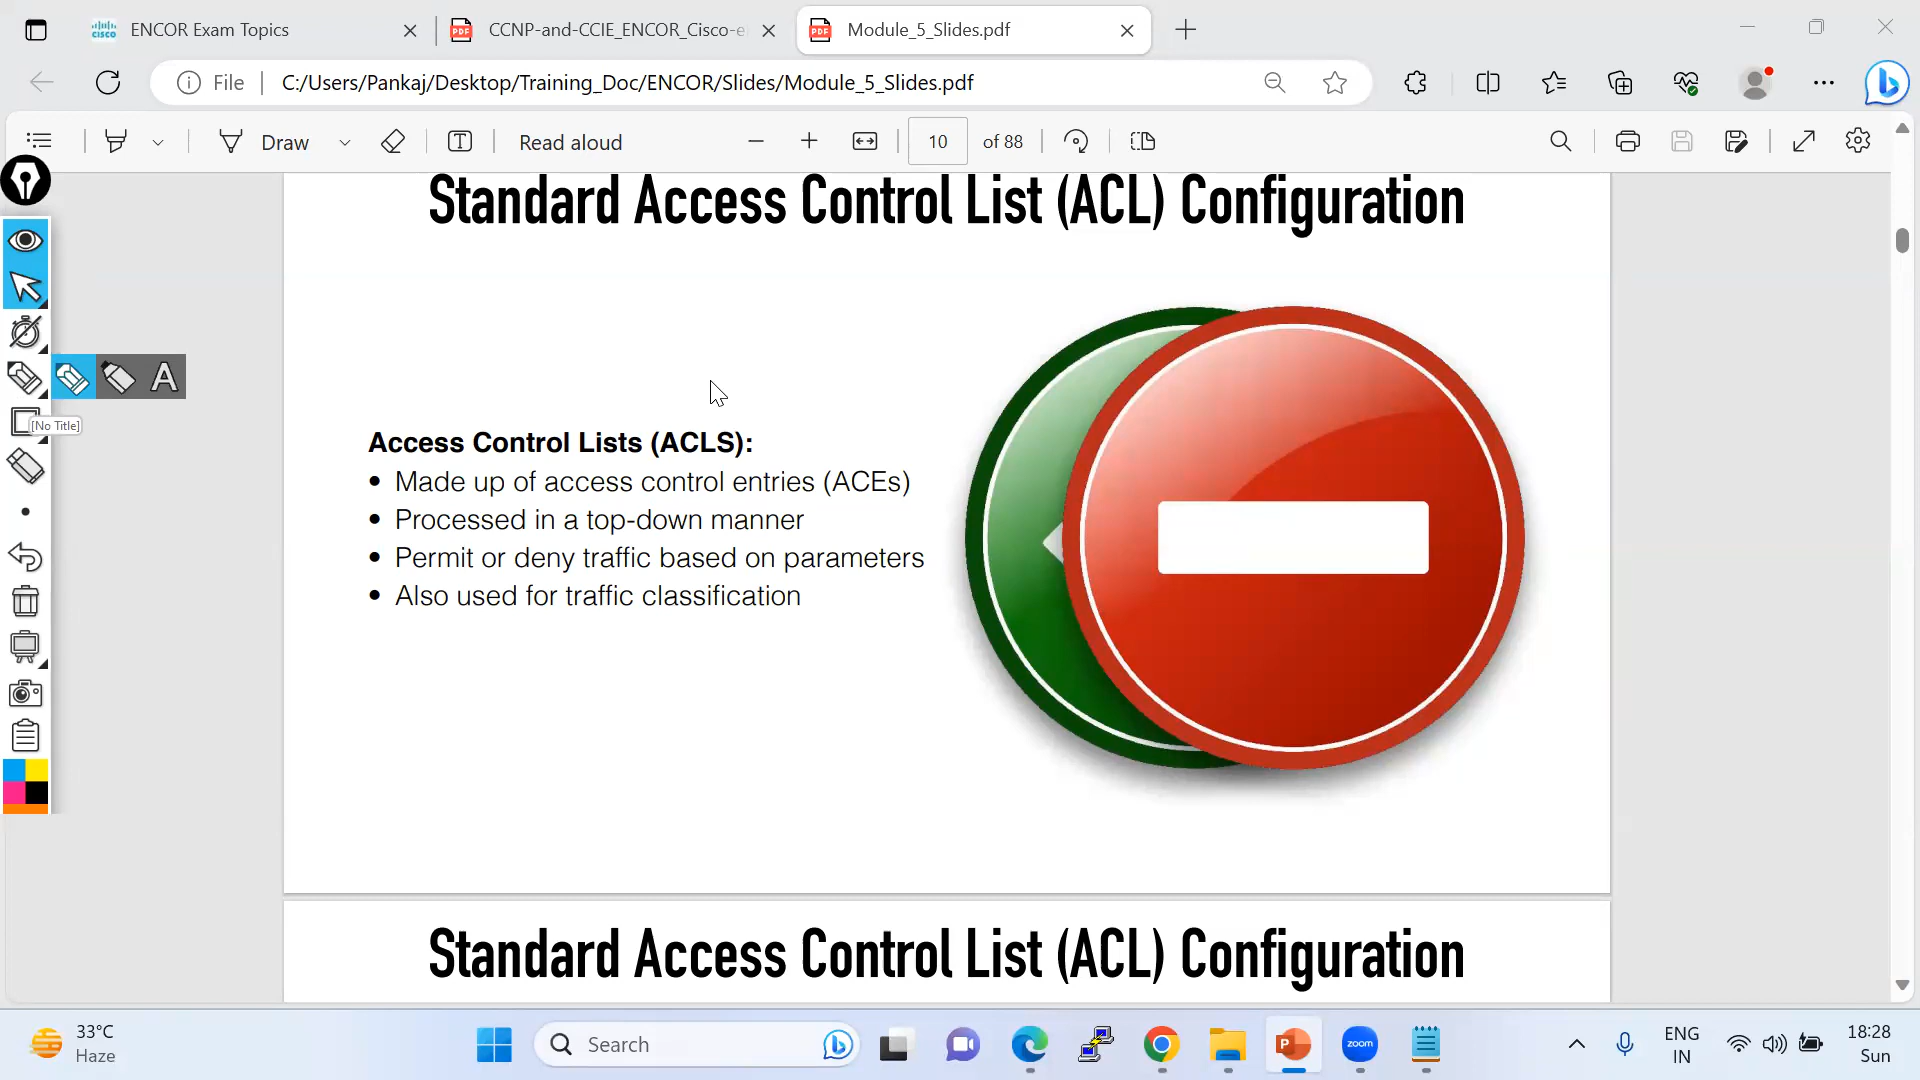 ENCOR Exam Topics
CCNP-and-CCIE_ENCOR_Cisco-e
Module_5_Slides.pdf
File
C:/Users/Pankaj/Desktop/Training_Doc/ENCOR/Slides/Module_5_Slides.pdf
Draw
Read aloud
10 of 88
Standard Access Control List (ACL) Configuration
A
[No Title]
Access Control Lists (ACLS):
• Made up of access control entries (ACEs)
• Processed in a top-down manner
• Permit or deny traffic based on parameters
• Also used for traffic classification
Standard Access Control List (ACL) Configuration
33°C
Haze
Search
zoom
ENG
IN
18:28
Sun